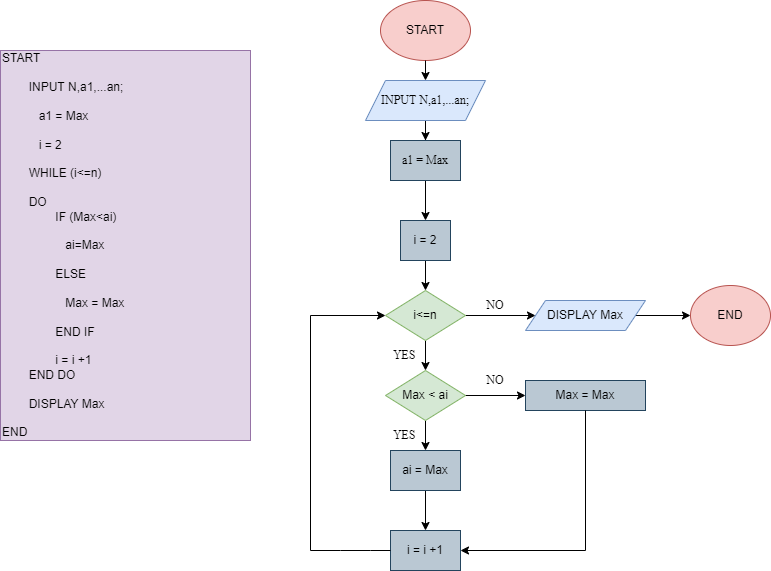 START
INPUT N,a1,...an;
a1 = Max
i = 2
WHILE (i<=n)
DO
IF (Max<ai)
ai=Max
ELSE
Max = Max
END IF
i = i +1
END DO
DISPLAY Max
END
START
INPUT N,a1,...an;
a1 = Max
i = 2
i<=n
NO
DISPLAY Max
END
YES
Max < ai
NO
Max = Max
YES
ai = Max
i = i +1